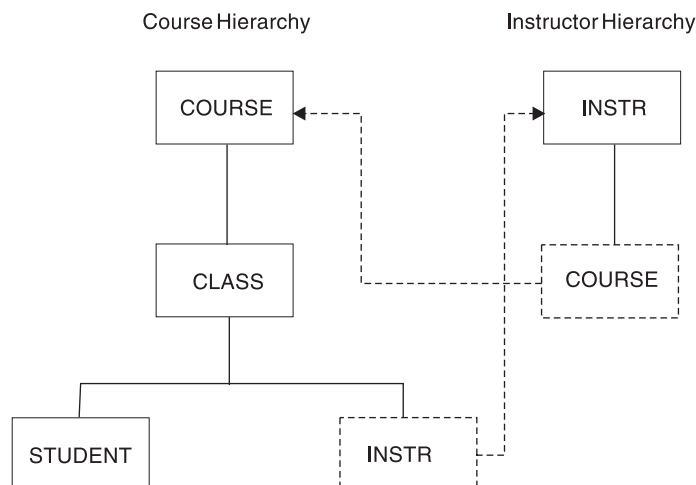 Course Hierarchy
Instructor Hierarchy
COURSE
INSTR
CLASS
COURSE
STUDENT
INSTR